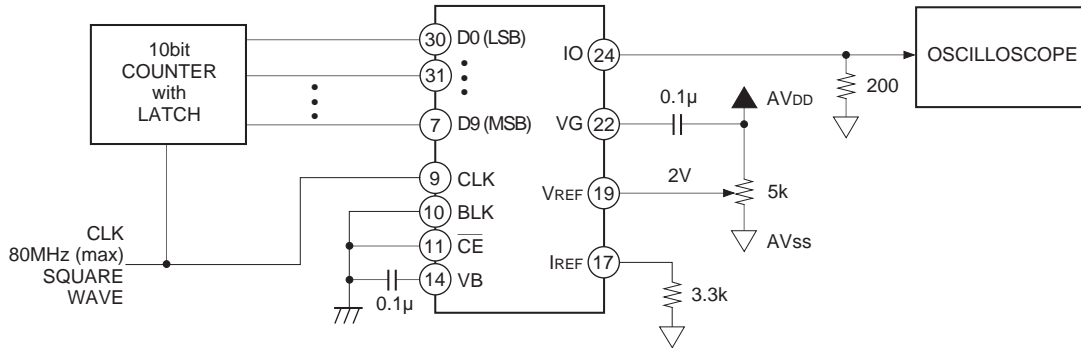 10bit
COUNTER
with
LATCH
30 D0 (LSB)
31
7 D9 (MSB)
9 CLK
10 BLK
11 C̅E̅
14 VB
0.1µ
CLK
80MHz (max)
SQUARE
WAVE
IO 24
OSCILLOSCOPE
200
0.1µ
AVDD
VG 22
2V
VREF 19
5k
AVSS
IREF 17
3.3k